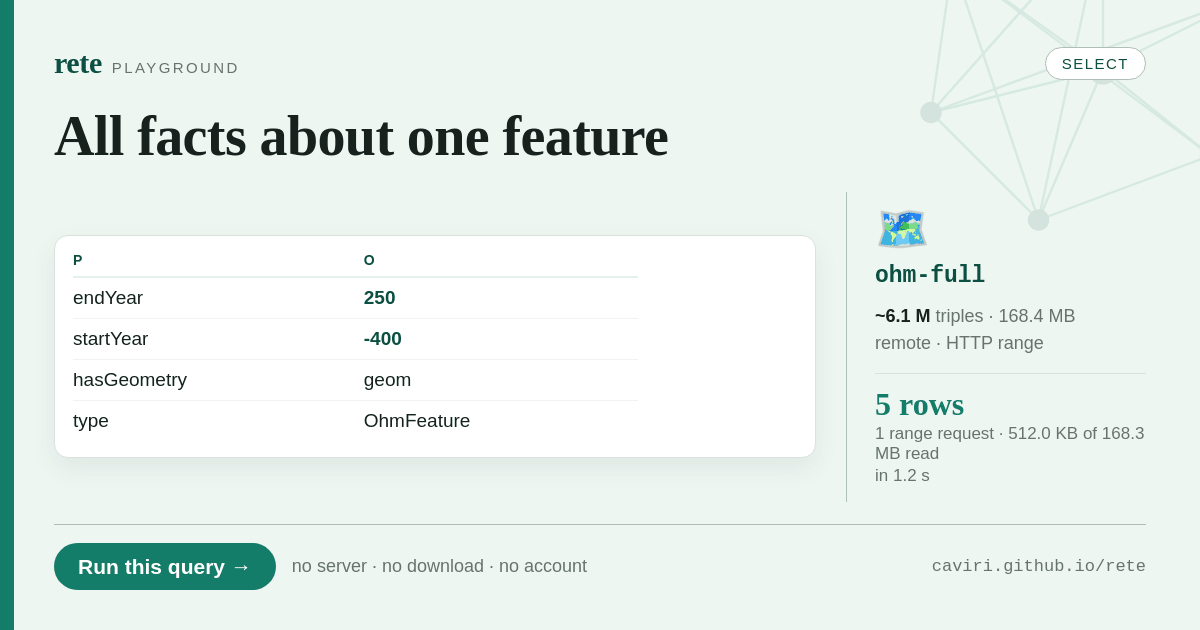 rete PLAYGROUND
SELECT
All facts about one feature
P O
endYear 250
startYear -400
hasGeometry geom
type OhmFeature
ohm-full
~6.1 M triples · 168.4 MB
remote · HTTP range
5 rows
1 range request · 512.0 KB of 168.3
MB read
in 1.2 s
Run this query →
no server · no download · no account
caviri.github.io/rete